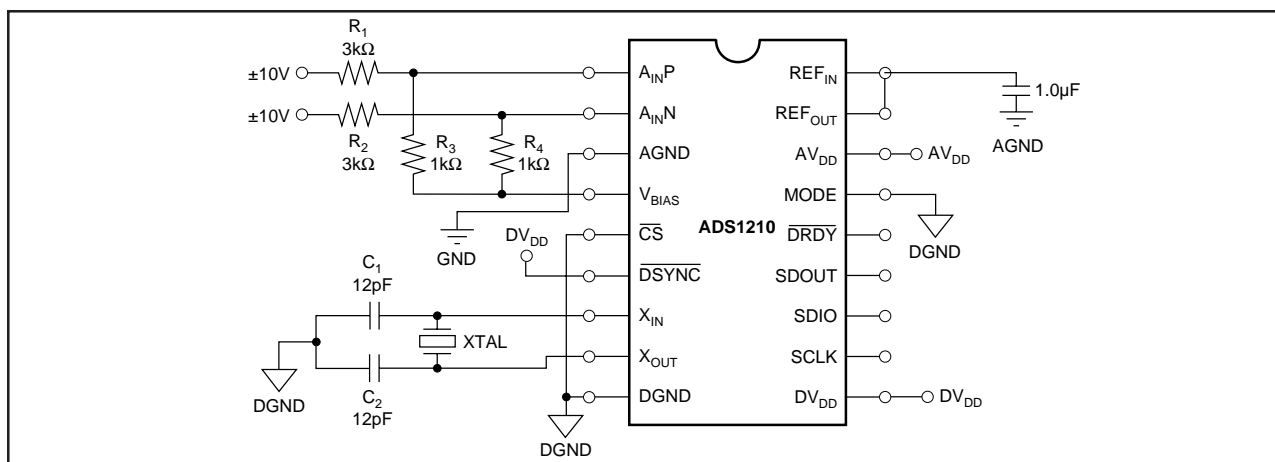 R1
3kΩ
±10V
±10V
R2
3kΩ
R3
1kΩ
R4
1kΩ
GND
DVDD
C1
12pF
XTAL
C2
12pF
DGND
DGND
AINP
AINN
AGND
VBIAS
CS
DSYNC
XIN
XOUT
DGND
ADS1210
REFIN
REFOUT
AVDD
MODE
DRDY
SDOUT
SDIO
SCLK
DVDD
1.0µF
AGND
AVDD
DGND
DVDD